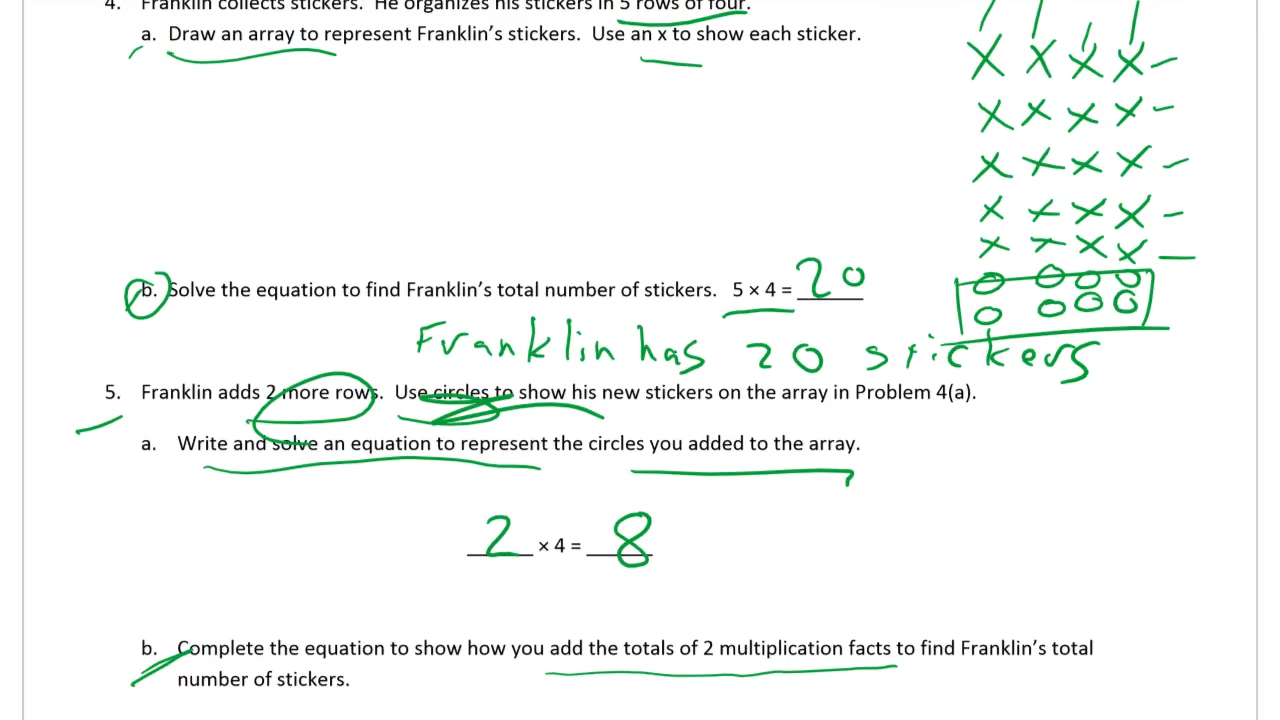 4. Franklin collects stickers. He organizes his stickers in 5 rows of four.
a. Draw an array to represent Franklin's stickers. Use an x to show each sticker.
X X X X
X X X X
X X X X
X X X X
X X X X
O O O O
O O O O
b. Solve the equation to find Franklin's total number of stickers. 5 × 4 = 20
Franklin has 20 stickers
5. Franklin adds 2 more rows. Use circles to show his new stickers on the array in Problem 4(a).
a. Write and solve an equation to represent the circles you added to the array.
2 × 4 = 8
b. Complete the equation to show how you add the totals of 2 multiplication facts to find Franklin's total
number of stickers.